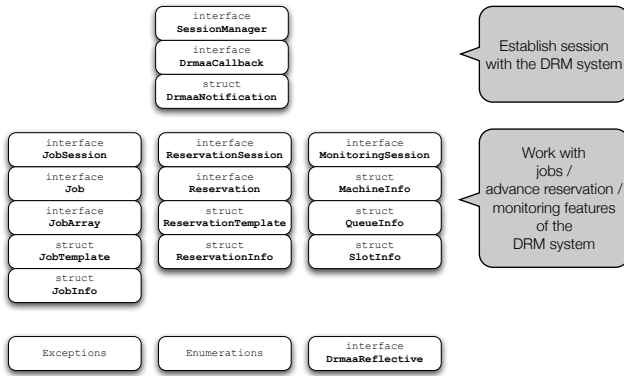 interface
SessionManager
interface
DrmaaCallback
struct
DrmaaNotification
Establish session
with the DRM system
interface
JobSession
interface
Job
interface
JobArray
struct
JobTemplate
struct
JobInfo
interface
ReservationSession
interface
Reservation
struct
ReservationTemplate
struct
ReservationInfo
interface
MonitoringSession
struct
MachineInfo
struct
QueueInfo
struct
SlotInfo
Work with
jobs /
advance reservation /
monitoring features
of the
DRM system
Exceptions
Enumerations
interface
DrmaaReflective